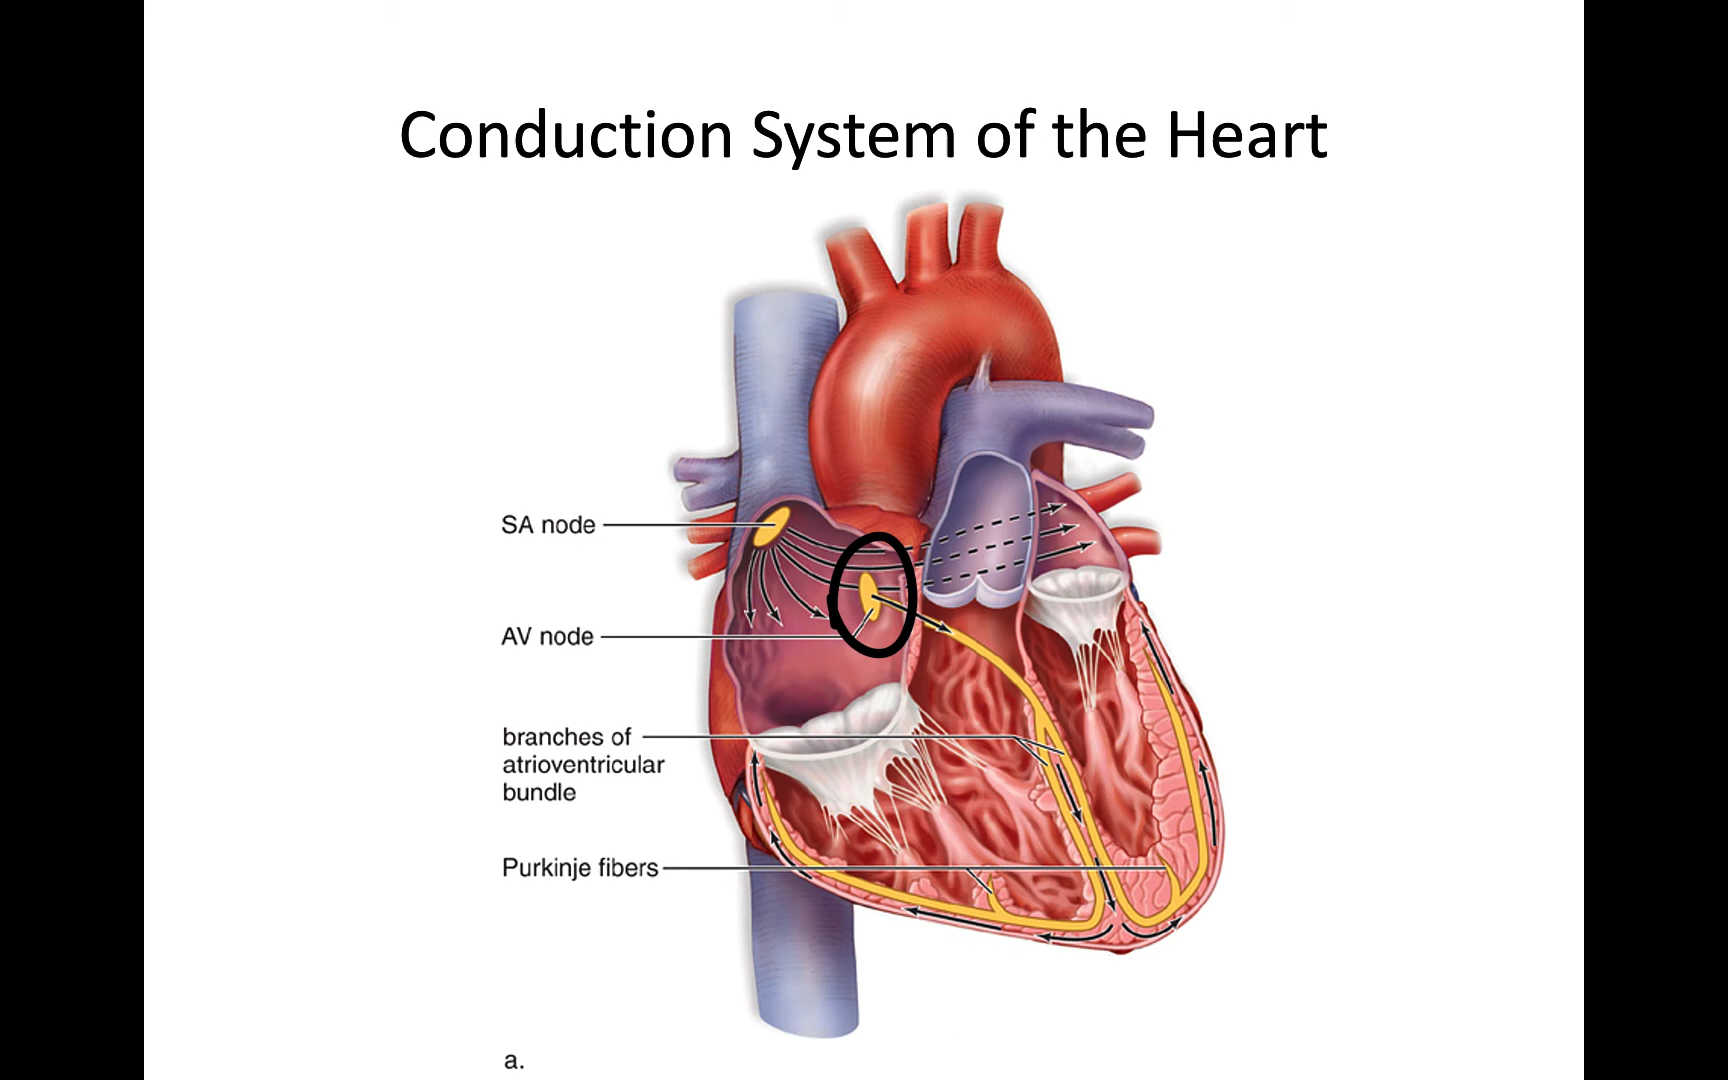 Conduction System of the Heart
SA node
AV node
branches of
atrioventricular
bundle
Purkinje fibers
a.